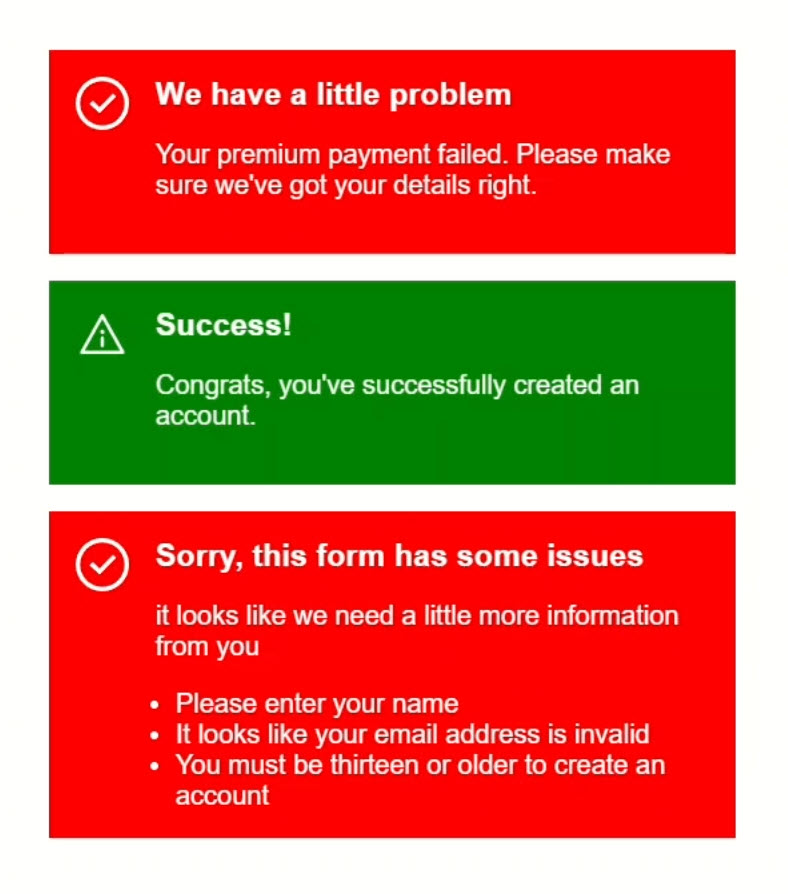 We have a little problem
Your premium payment failed. Please make
sure we've got your details right.
Success!
Congrats, you've successfully created an
account.
Sorry, this form has some issues
it looks like we need a little more information
from you
• Please enter your name
• It looks like your email address is invalid
• You must be thirteen or older to create an
account